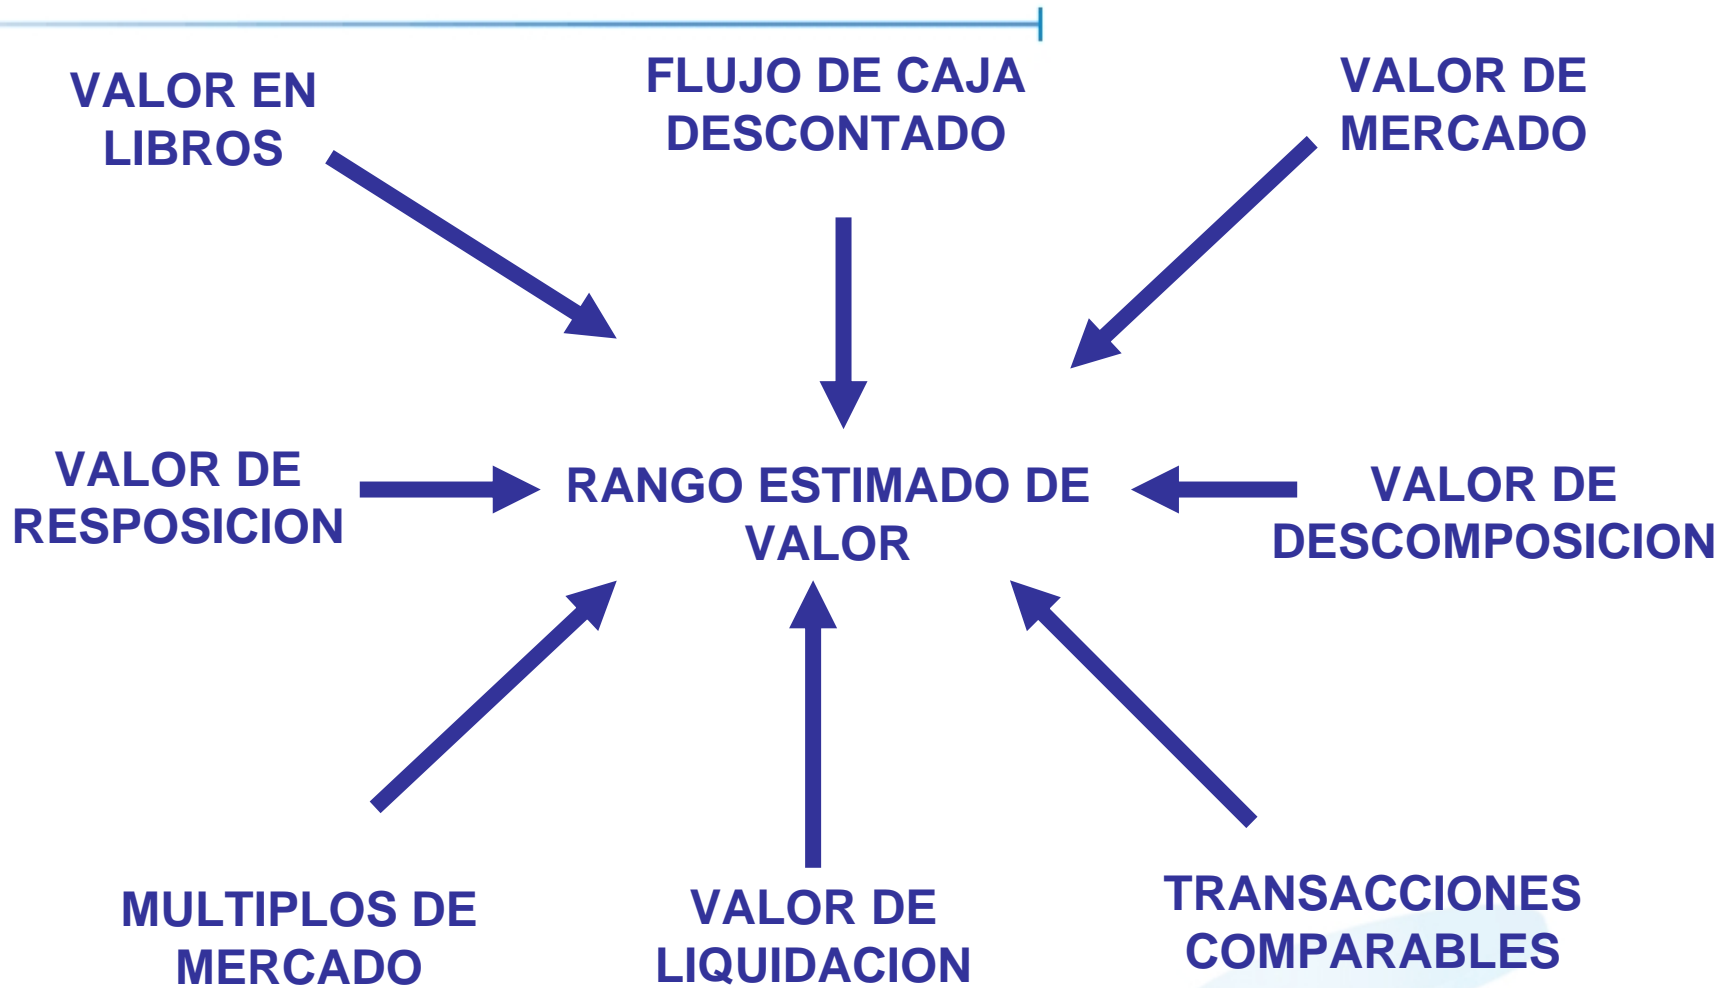 VALOR EN
LIBROS
FLUJO DE CAJA
DESCONTADO
VALOR DE
MERCADO
VALOR DE
RESPOSICION
RANGO ESTIMADO DE
VALOR
VALOR DE
DESCOMPOSICION
MULTIPLOS DE
MERCADO
VALOR DE
LIQUIDACION
TRANSACCIONES
COMPARABLES